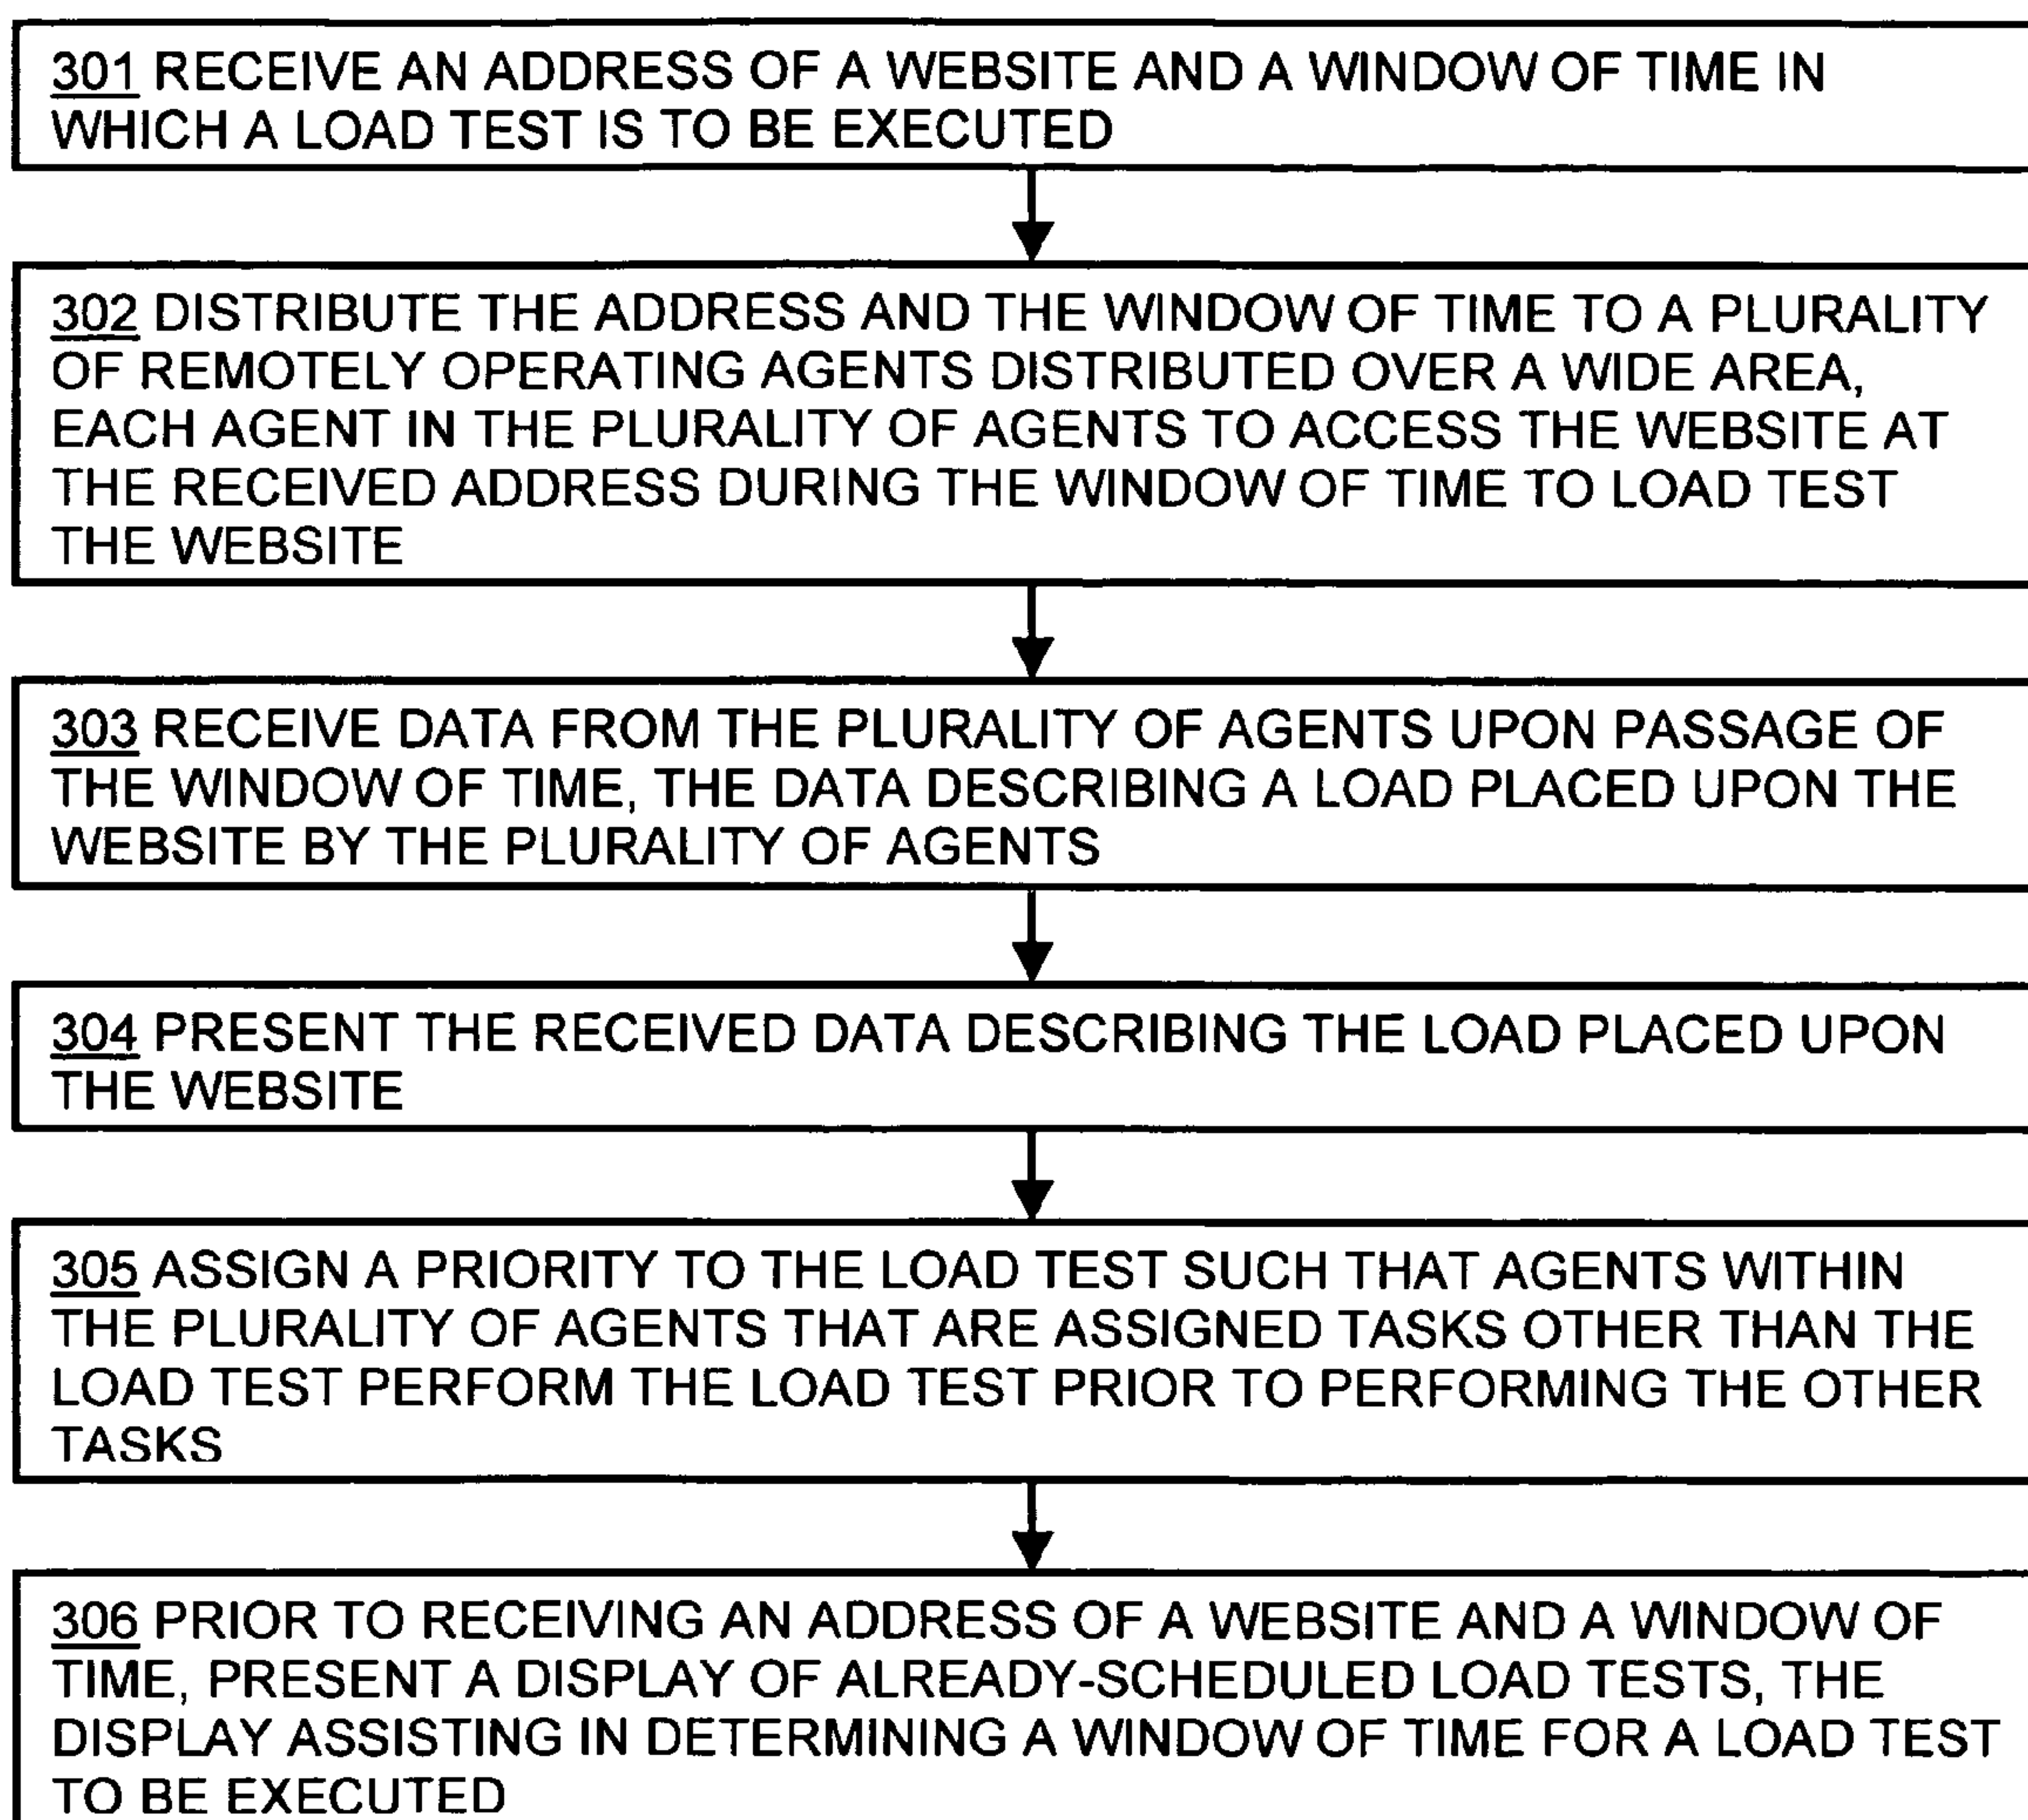 301 RECEIVE AN ADDRESS OF A WEBSITE AND A WINDOW OF TIME IN
WHICH A LOAD TEST IS TO BE EXECUTED
302 DISTRIBUTE THE ADDRESS AND THE WINDOW OF TIME TO A PLURALITY
OF REMOTELY OPERATING AGENTS DISTRIBUTED OVER A WIDE AREA,
EACH AGENT IN THE PLURALITY OF AGENTS TO ACCESS THE WEBSITE AT
THE RECEIVED ADDRESS DURING THE WINDOW OF TIME TO LOAD TEST
THE WEBSITE
303 RECEIVE DATA FROM THE PLURALITY OF AGENTS UPON PASSAGE OF
THE WINDOW OF TIME, THE DATA DESCRIBING A LOAD PLACED UPON THE
WEBSITE BY THE PLURALITY OF AGENTS
304 PRESENT THE RECEIVED DATA DESCRIBING THE LOAD PLACED UPON
THE WEBSITE
305 ASSIGN A PRIORITY TO THE LOAD TEST SUCH THAT AGENTS WITHIN
THE PLURALITY OF AGENTS THAT ARE ASSIGNED TASKS OTHER THAN THE
LOAD TEST PERFORM THE LOAD TEST PRIOR TO PERFORMING THE OTHER
TASKS
306 PRIOR TO RECEIVING AN ADDRESS OF A WEBSITE AND A WINDOW OF
TIME, PRESENT A DISPLAY OF ALREADY-SCHEDULED LOAD TESTS, THE
DISPLAY ASSISTING IN DETERMINING A WINDOW OF TIME FOR A LOAD TEST
TO BE EXECUTED